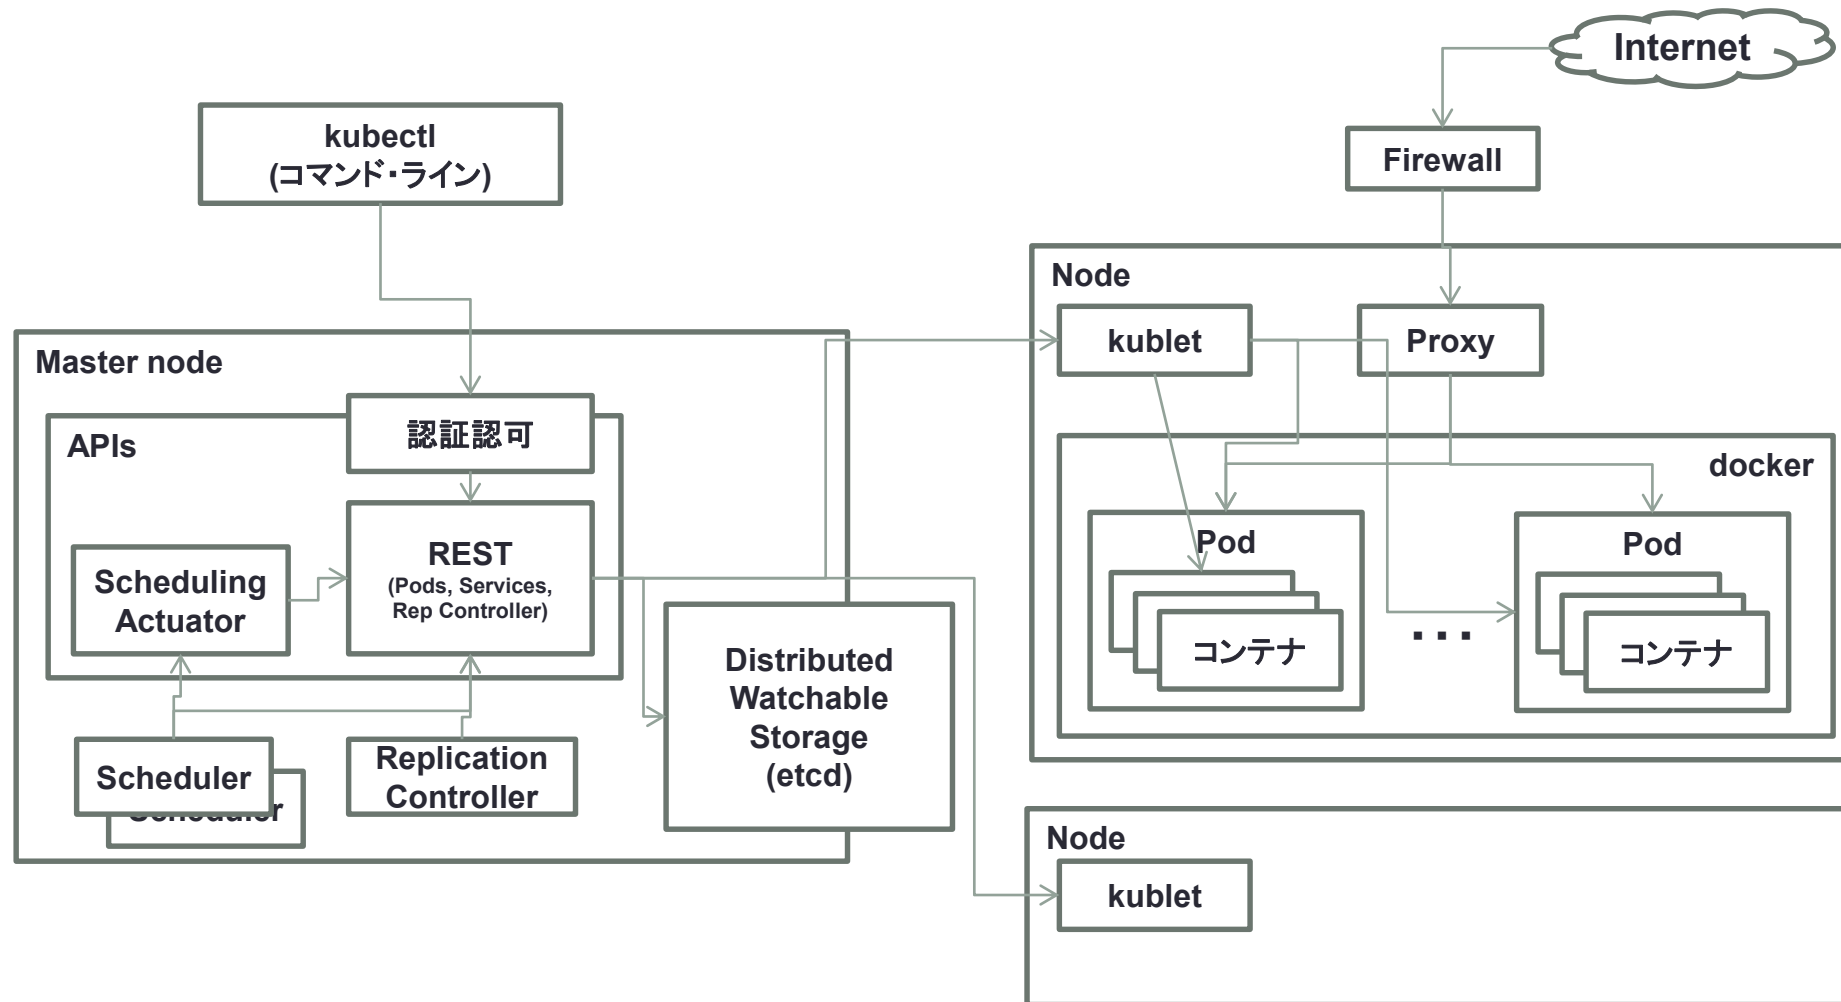 Internet
kubectl
(コマンド・ライン)
Firewall
Node
kublet
Proxy
Master node
認証認可
APIs
docker
REST
(Pods, Services,
Rep Controller)
Scheduling
Actuator
Pod
コンテナ
...
Pod
コンテナ
Distributed
Watchable
Storage
(etcd)
Scheduler
Scheduler
Replication
Controller
Node
kublet